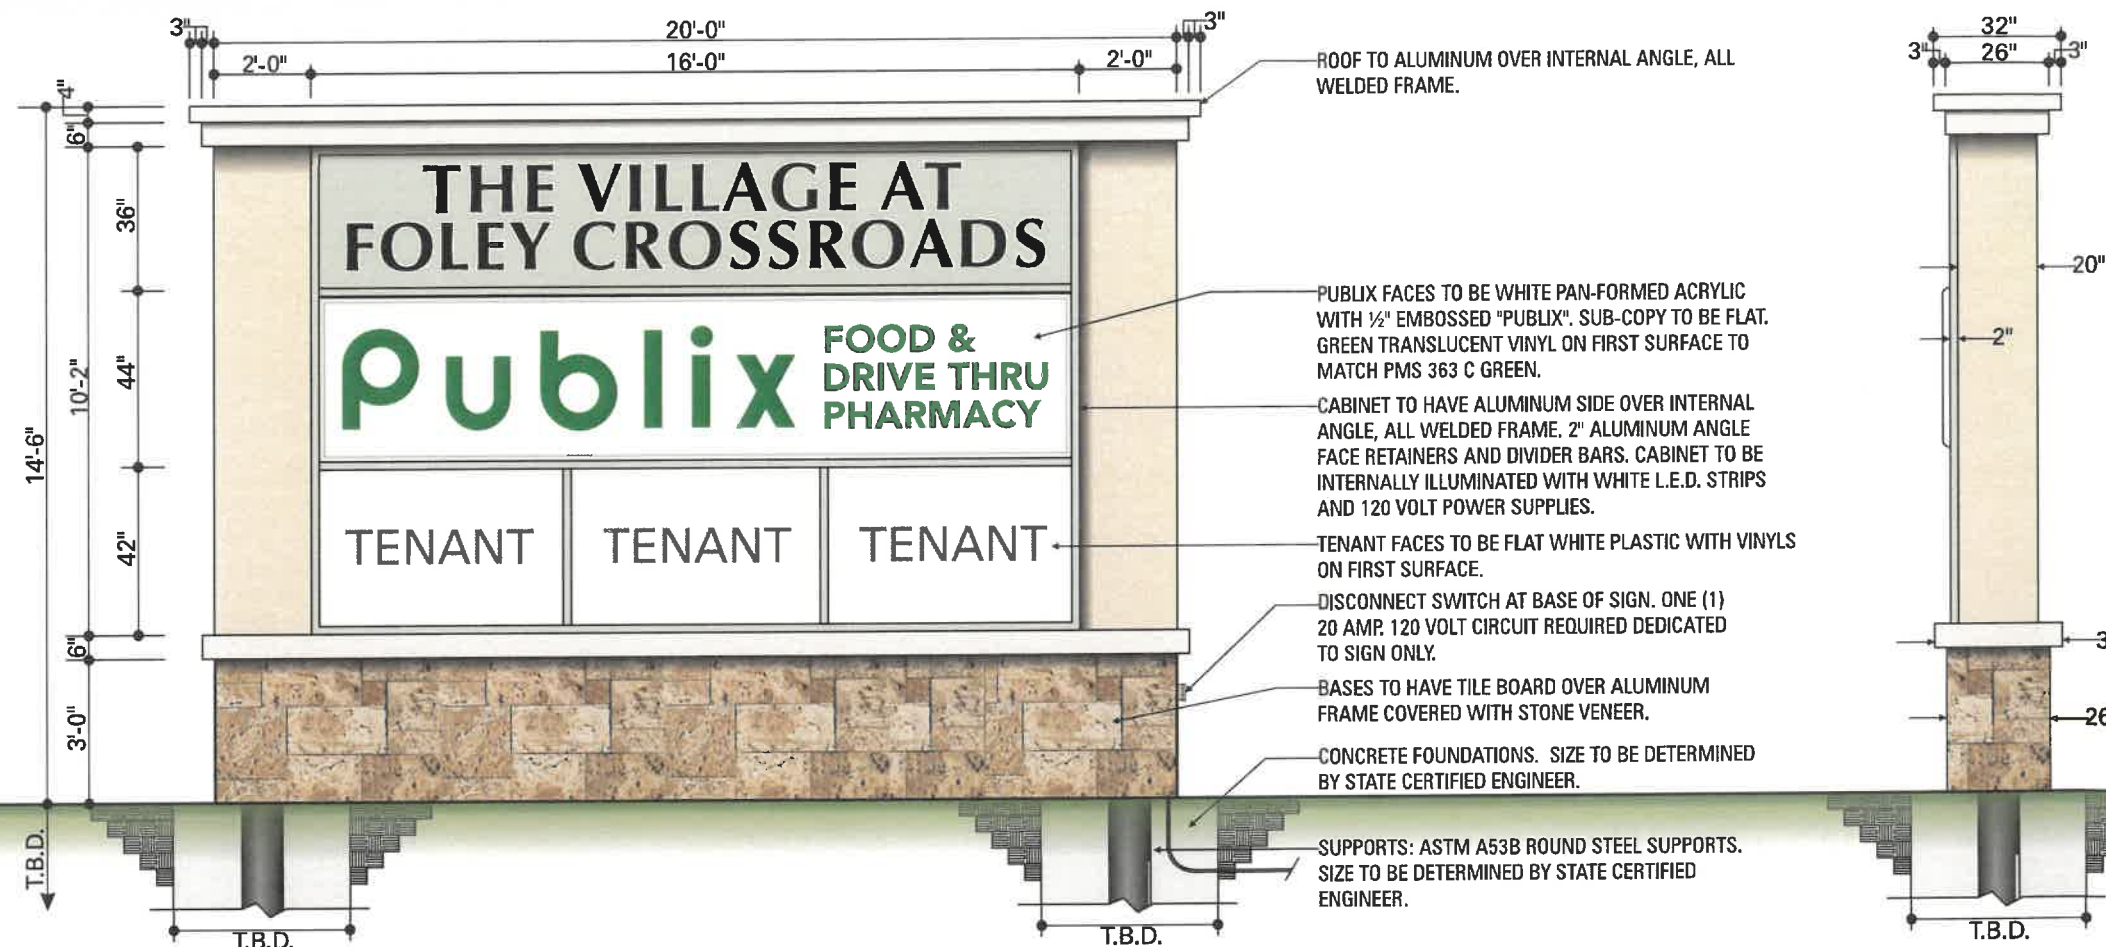 3" 20'-0" 3"
2'-0" 16'-0" 2'-0"
4"
6"
36"
44"
42"
10'-2"
14'-6"
6"
3'-0"
T.B.D.
THE VILLAGE AT
FOLEY CROSSROADS
Publix
FOOD &
DRIVE THRU
PHARMACY
TENANT TENANT TENANT
T.B.D.
T.B.D.
ROOF TO ALUMINUM OVER INTERNAL ANGLE, ALL
WELDED FRAME.
PUBLIX FACES TO BE WHITE PAN-FORMED ACRYLIC
WITH ½" EMBOSSED "PUBLIX". SUB-COPY TO BE FLAT.
GREEN TRANSLUCENT VINYL ON FIRST SURFACE TO
MATCH PMS 363 C GREEN.
CABINET TO HAVE ALUMINUM SIDE OVER INTERNAL
ANGLE, ALL WELDED FRAME. 2" ALUMINUM ANGLE
FACE RETAINERS AND DIVIDER BARS. CABINET TO BE
INTERNALLY ILLUMINATED WITH WHITE L.E.D. STRIPS
AND 120 VOLT POWER SUPPLIES.
TENANT FACES TO BE FLAT WHITE PLASTIC WITH VINYLS
ON FIRST SURFACE.
DISCONNECT SWITCH AT BASE OF SIGN. ONE (1)
20 AMP. 120 VOLT CIRCUIT REQUIRED DEDICATED
TO SIGN ONLY.
BASES TO HAVE TILE BOARD OVER ALUMINUM
FRAME COVERED WITH STONE VENEER.
CONCRETE FOUNDATIONS. SIZE TO BE DETERMINED
BY STATE CERTIFIED ENGINEER.
SUPPORTS: ASTM A53B ROUND STEEL SUPPORTS.
SIZE TO BE DETERMINED BY STATE CERTIFIED
ENGINEER.
32"
3" 26" 3"
20"
2"
26
T.B.D.